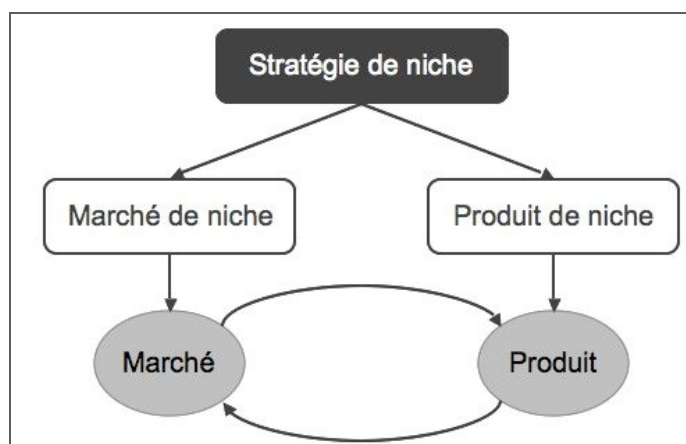 Stratégie de niche
Marché de niche
Produit de niche
Marché
Produit